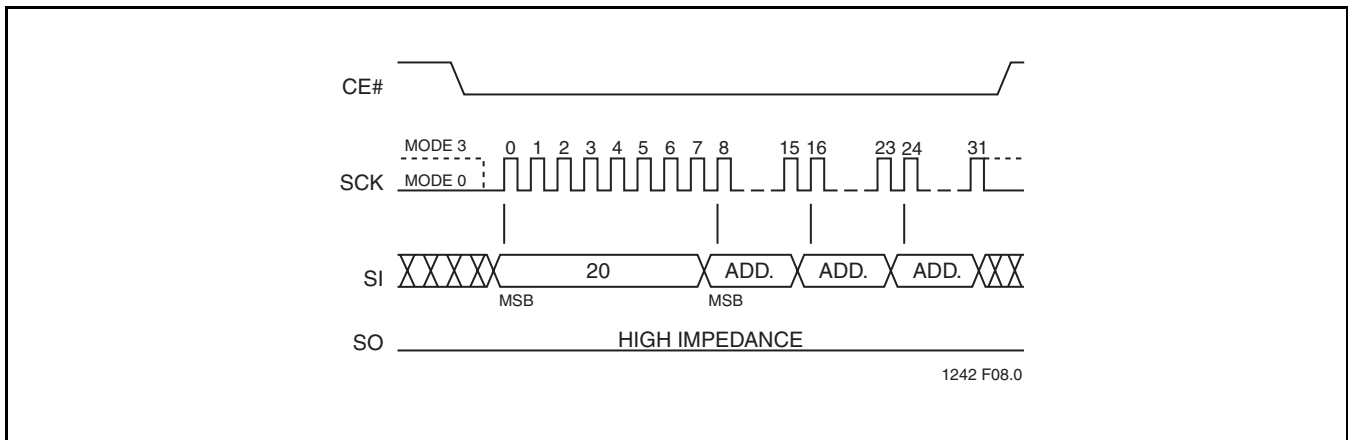 CE#
MODE 3 0 1 2 3 4 5 6 7 8 15 16 23 24 31
SCK MODE 0
SI 20 ADD. ADD. ADD.
MSB MSB
SO HIGH IMPEDANCE
1242 F08.0